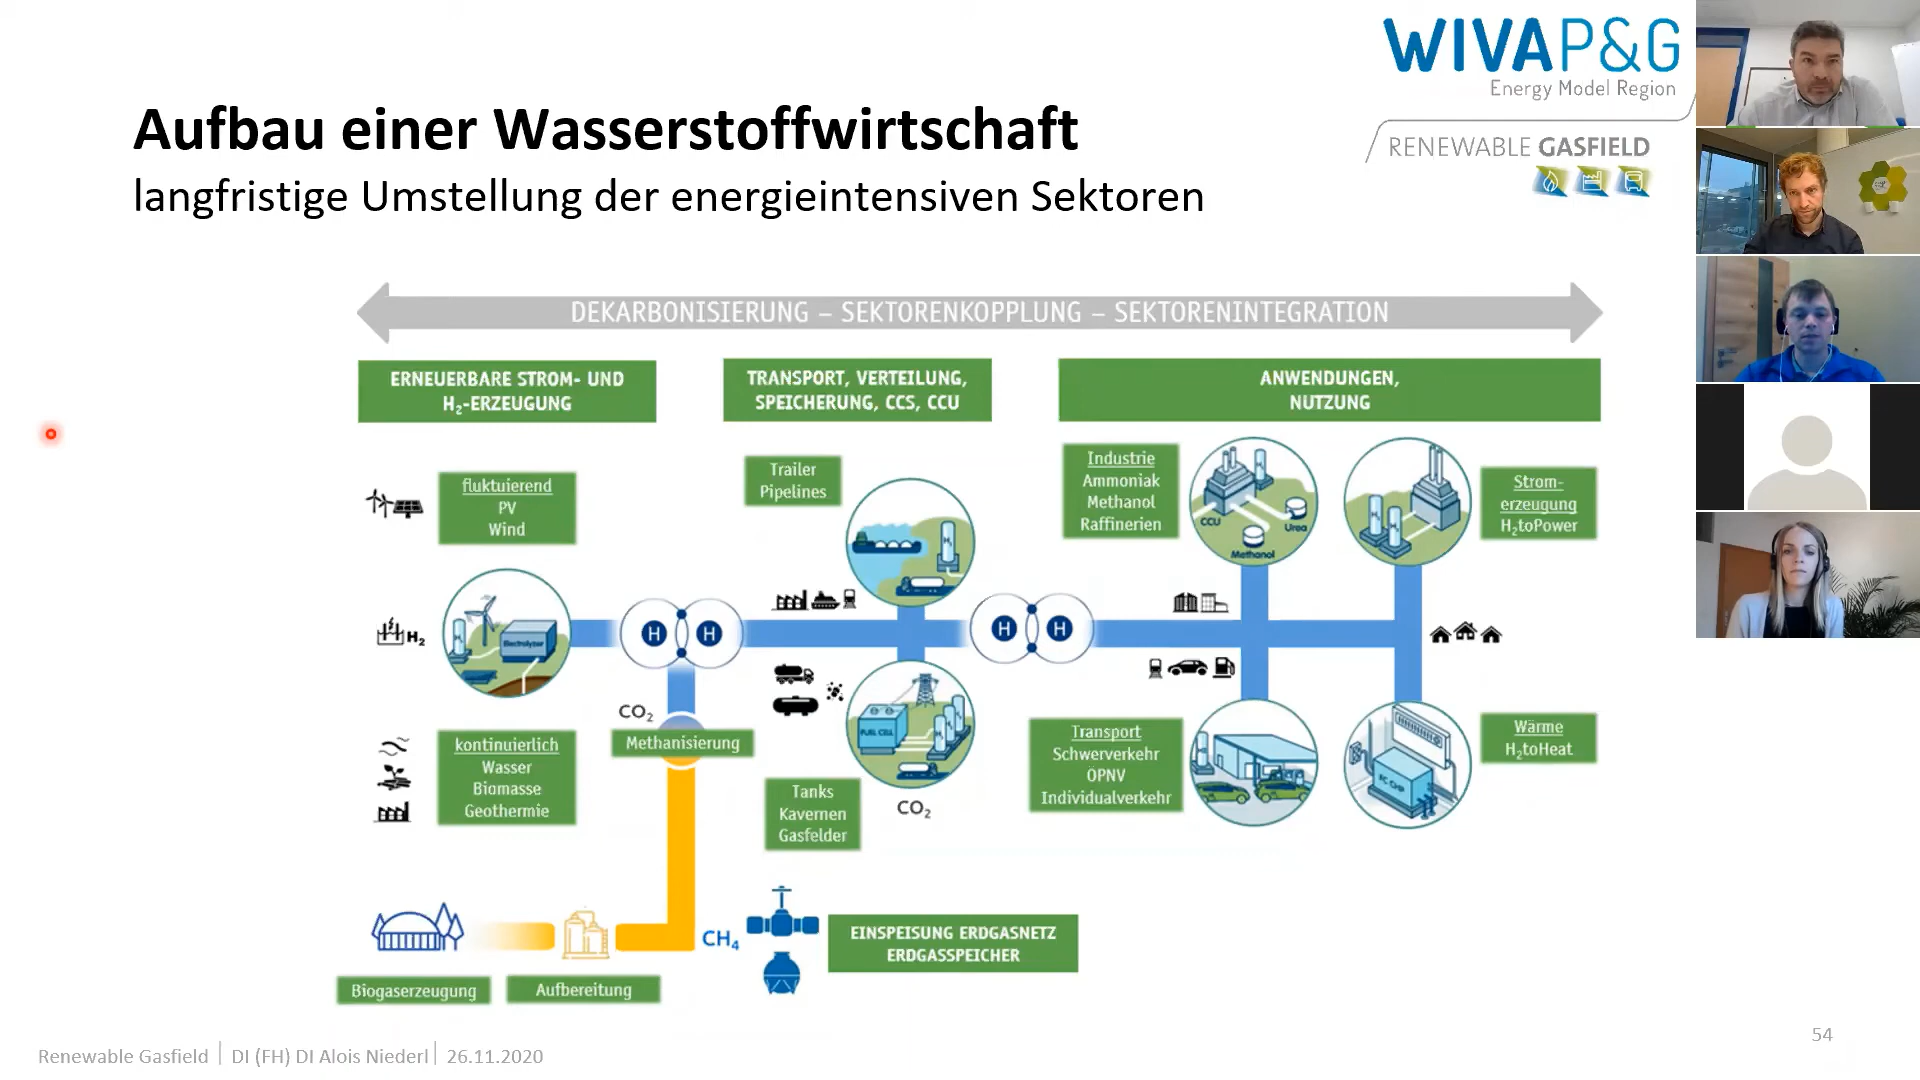 WIVAP&G
Energy Model Region
RENEWABLE GASFIELD
Aufbau einer Wasserstoffwirtschaft
langfristige Umstellung der energieintensiven Sektoren
DEKARBONISIERUNG – SEKTORENKOPPLUNG – SEKTORENINTEGRATION
ERNEUERBARE STROM- UND
H₂-ERZEUGUNG
TRANSPORT, VERTEILUNG,
SPEICHERUNG, CCS, CCU
ANWENDUNGEN,
NUTZUNG
fluktuierend
PV
Wind
Trailer
Pipelines
H₂
Industrie
Ammoniak
Methanol
Raffinerien
CCU
Urea
Methanol
Strom-
erzeugung
H₂toPower
H₂
Electrolyzer
H H
H H
CO₂
Methanisierung
kontinuierlich
Wasser
Biomasse
Geothermie
FUEL CELL
Tanks
Kavernen
Gasfelder
CO₂
Transport
Schwerverkehr
ÖPNV
Individualverkehr
FC CHP
Wärme
H₂toHeat
CH₄
EINSPEISUNG ERDGASNETZ
ERDGASSPEICHER
Biogaserzeugung
Aufbereitung
Renewable Gasfield | DI (FH) DI Alois Niederl | 26.11.2020
54